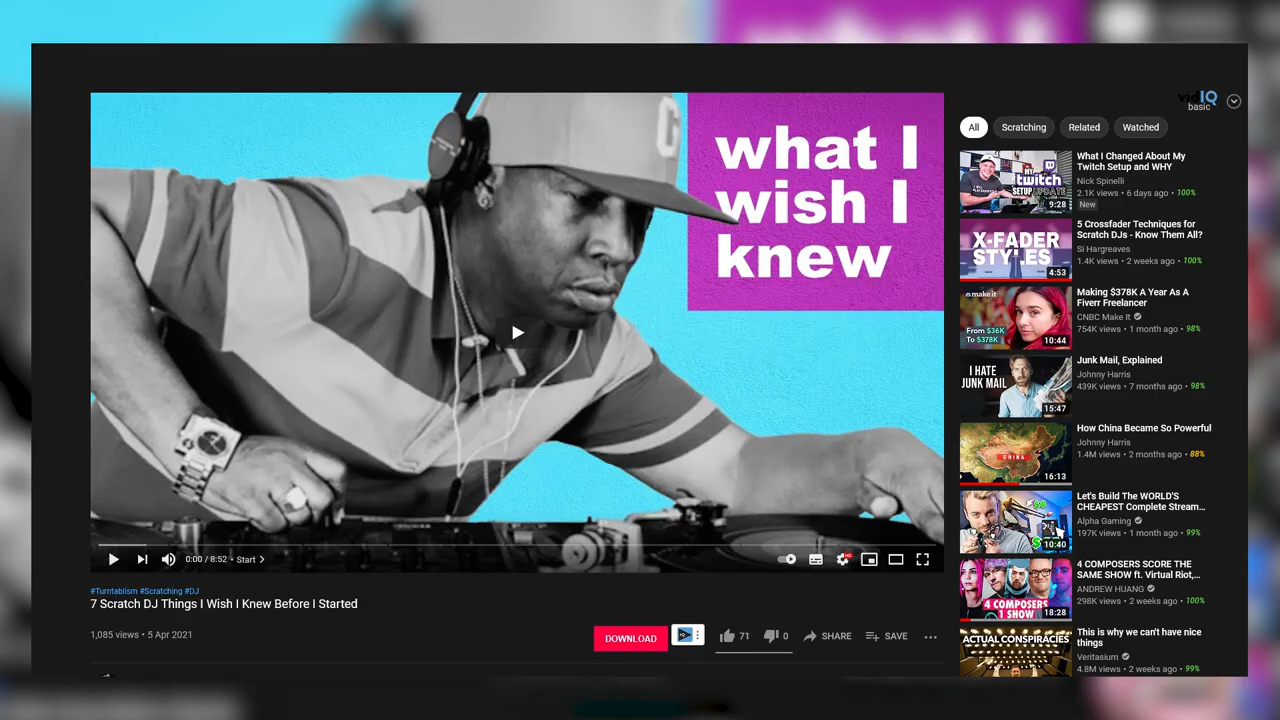 what I
wish I
knew
0:00 / 8:52 • Start
HD
#Turntablism #Scratching #DJ
7 Scratch DJ Things I Wish I Knew Before I Started
1,085 views • 5 Apr 2021
DOWNLOAD
71
0
SHARE
SAVE
vidIQ
basic
All
Scratching
Related
Watched
MY
twitch
SETUP UPDATE
9:28
What I Changed About My
Twitch Setup and WHY
Nick Spinelli
2.1K views • 6 days ago • 100%
New
X-FADER
STYLES
4:53
5 Crossfader Techniques for
Scratch DJs - Know Them All?
Si Hargreaves
1.4K views • 2 weeks ago • 100%
make it
From $36K
To $378K
10:44
Making $378K A Year As A
Fiverr Freelancer
CNBC Make It
754K views • 1 month ago • 98%
I HATE
JUNK MAIL
15:47
Junk Mail, Explained
Johnny Harris
439K views • 7 months ago • 98%
CHINA
16:13
How China Became So Powerful
Johnny Harris
1.4M views • 2 months ago • 88%
10:40
Let's Build The WORLD'S
CHEAPEST Complete Stream...
Alpha Gaming
197K views • 1 month ago • 99%
4 COMPOSERS
1 SHOW
18:28
4 COMPOSERS SCORE THE
SAME SHOW ft. Virtual Riot,...
ANDREW HUANG
298K views • 2 weeks ago • 100%
ACTUAL CONSPIRACIES
This is why we can't have nice
things
Veritasium
4.8M views • 2 weeks ago • 99%